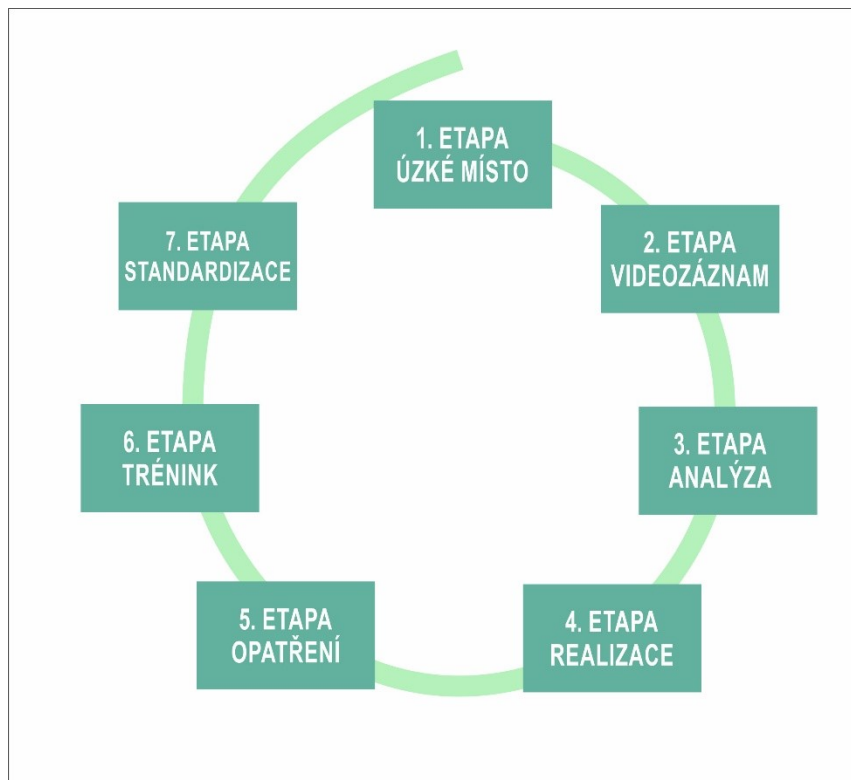 1. ETAPA
ÚZKÉ MÍSTO
2. ETAPA
VIDEOZÁZNAM
3. ETAPA
ANALÝZA
4. ETAPA
REALIZACE
5. ETAPA
OPATŘENÍ
6. ETAPA
TRÉNINK
7. ETAPA
STANDARDIZACE